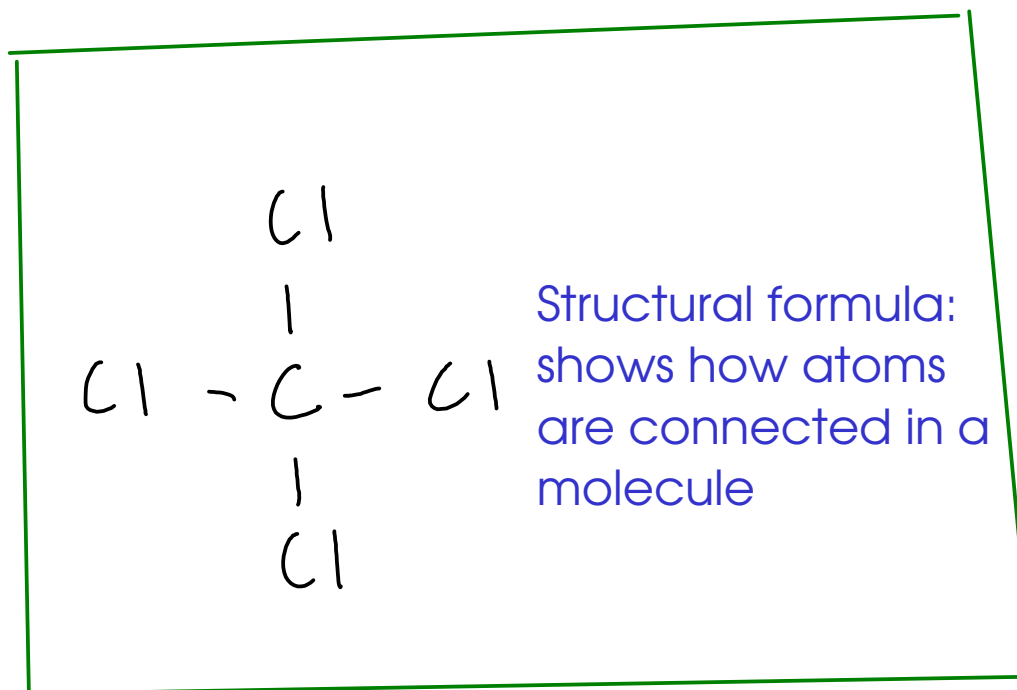 Cl
Cl - C - Cl
Cl
Structural formula:
shows how atoms
are connected in a
molecule